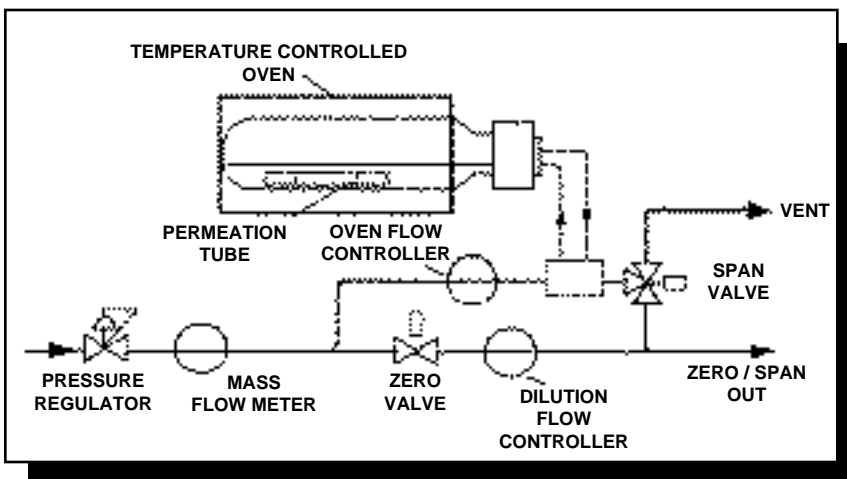 TEMPERATURE CONTROLLED
OVEN
VENT
PERMEATION
TUBE
OVEN FLOW
CONTROLLER
SPAN
VALVE
PRESSURE
REGULATOR
MASS
FLOW METER
ZERO
VALVE
DILUTION
FLOW
CONTROLLER
ZERO / SPAN
OUT